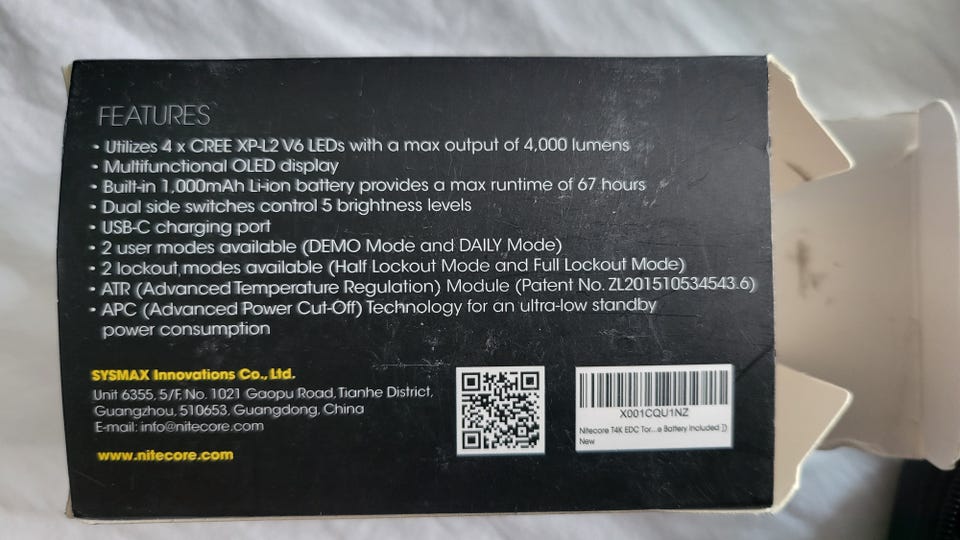 FEATURES
• Utilizes 4 x CREE XP-L2 V6 LEDs with a max output of 4,000 lumens
• Multifunctional OLED display
• Built-in 1,000mAh Li-ion battery provides a max runtime of 67 hours
• Dual side switches control 5 brightness levels
• USB-C charging port
• 2 user modes available (DEMO Mode and DAILY Mode)
• 2 lockout modes available (Half Lockout Mode and Full Lockout Mode)
• ATR (Advanced Temperature Regulation) Module (Patent No. ZL201510534543.6)
• APC (Advanced Power Cut-Off) Technology for an ultra-low standby
power consumption
SYSMAX Innovations Co., Ltd.
Unit 6355, 5/F, No. 1021 Gaopu Road, Tianhe District,
Guangzhou, 510653, Guangdong, China
E-mail: info@nitecore.com
www.nitecore.com
X001CQU1NZ
Nitecore T4K EDC Tor...e Battery Included ])
New